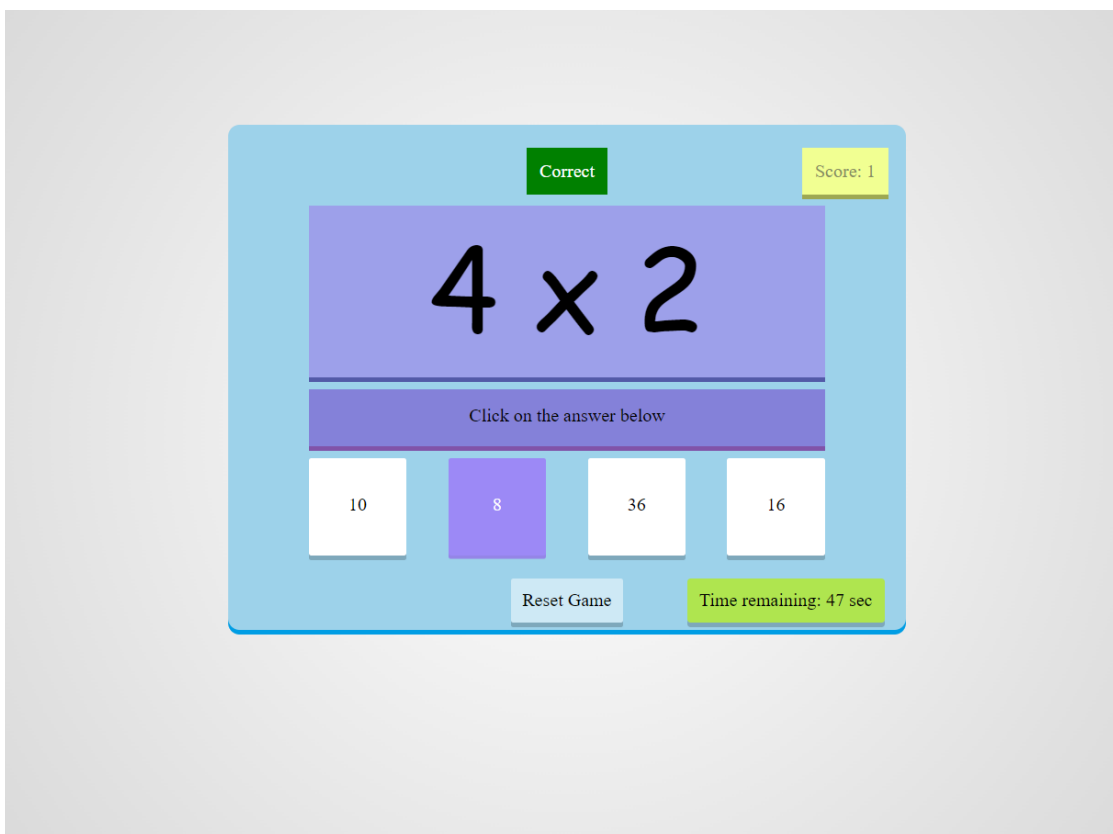 Correct
Score: 1
4 x 2
Click on the answer below
10 8 36 16
Reset Game
Time remaining: 47 sec